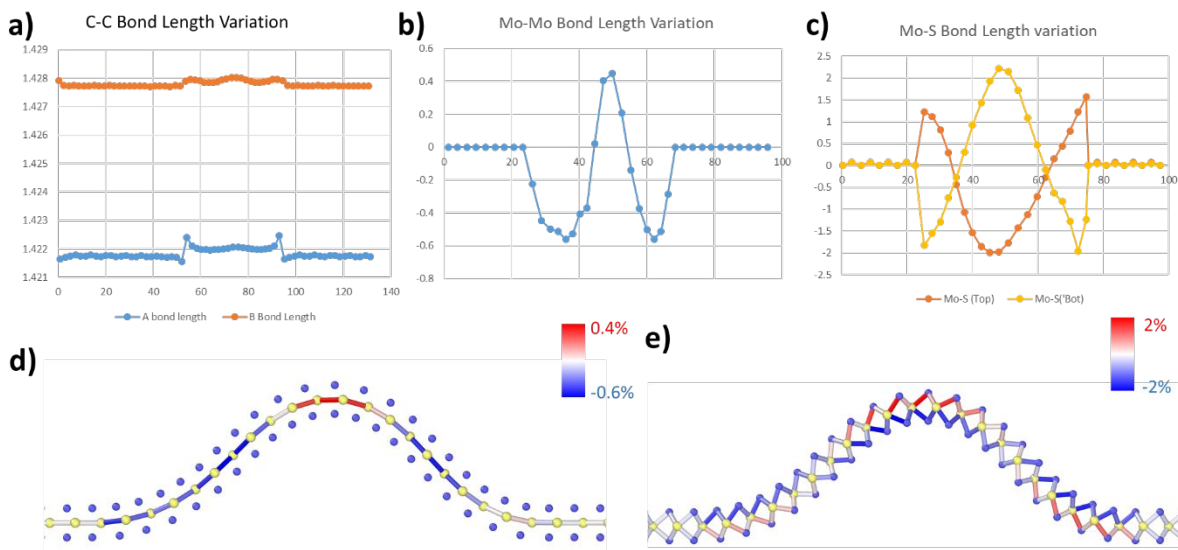 a)
C-C Bond Length Variation
1.429
1.428
1.427
1.426
1.425
1.424
1.423
1.422
1.421
0 20 40 60 80 100 120 140
A bond length B Bond Length
b)
Mo-Mo Bond Length Variation
0.6
0.4
0.2
0
-0.2
-0.4
-0.6
-0.8
0 20 40 60 80 100
c)
Mo-S Bond Length variation
2.5
2
1.5
1
0.5
0
-0.5
-1
-1.5
-2
-2.5
0 20 40 60 80 100
Mo-S (Top) Mo-S('Bot)
d)
0.4%
-0.6%
e)
2%
-2%